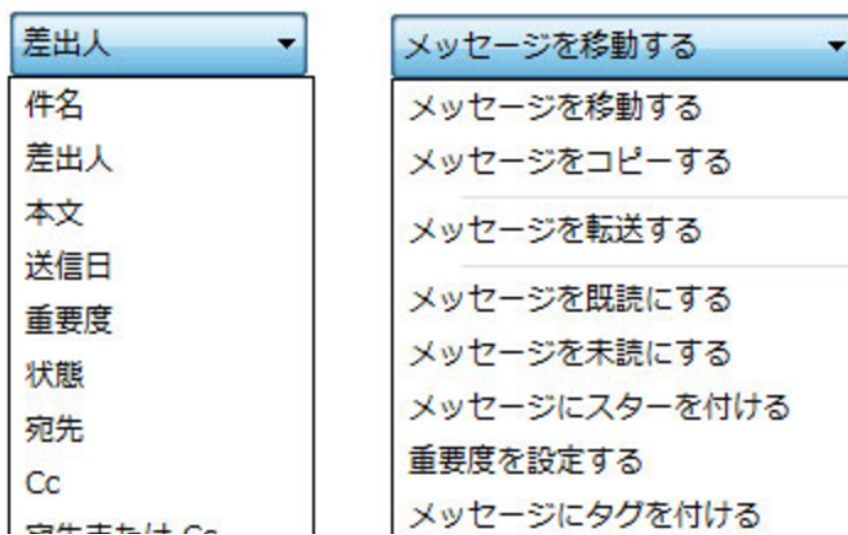 差出人
件名
差出人
本文
送信日
重要度
状態
宛先
Cc
宛先または Cc
メッセージを移動する
メッセージを移動する
メッセージをコピーする
メッセージを転送する
メッセージを既読にする
メッセージを未読にする
メッセージにスターを付ける
重要度を設定する
メッセージにタグを付ける